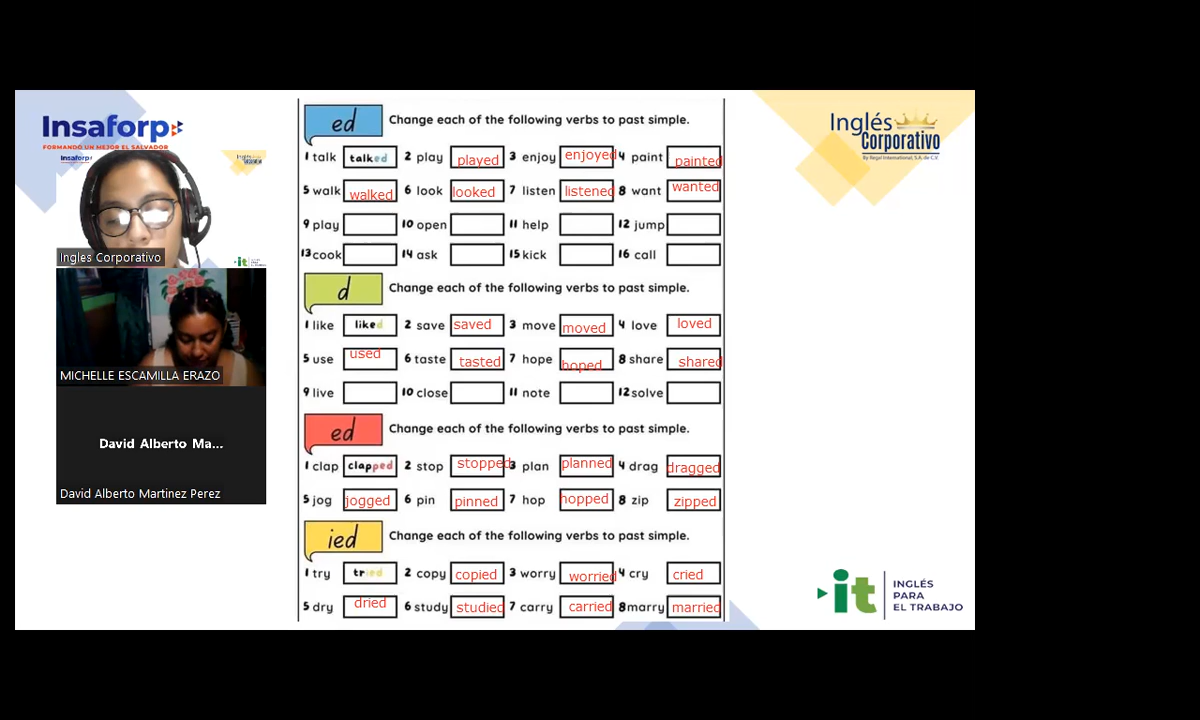 Insaforp
FORMANDO UN MEJOR EL SALVADOR
Insaforp
Inglés
Corporativo
By Regal International, S.A. de C.V.
Ingles Corporativo
it
MICHELLE ESCAMILLA ERAZO
David Alberto Ma...
David Alberto Martinez Perez
ed Change each of the following verbs to past simple.
1 talk talked 2 play played 3 enjoy enjoyed 4 paint painted
5 walk walked 6 look looked 7 listen listened 8 want wanted
9 play 10 open 11 help 12 jump
13 cook 14 ask 15 kick 16 call
d Change each of the following verbs to past simple.
1 like liked 2 save saved 3 move moved 4 love loved
5 use used 6 taste tasted 7 hope hoped 8 share shared
9 live 10 close 11 note 12 solve
ed Change each of the following verbs to past simple.
1 clap clapped 2 stop stopped 3 plan planned 4 drag dragged
5 jog jogged 6 pin pinned 7 hop hopped 8 zip zipped
ied Change each of the following verbs to past simple.
1 try tried 2 copy copied 3 worry worried 4 cry cried
5 dry dried 6 study studied 7 carry carried 8 marry married
it
INGLÉS
PARA
EL TRABAJO